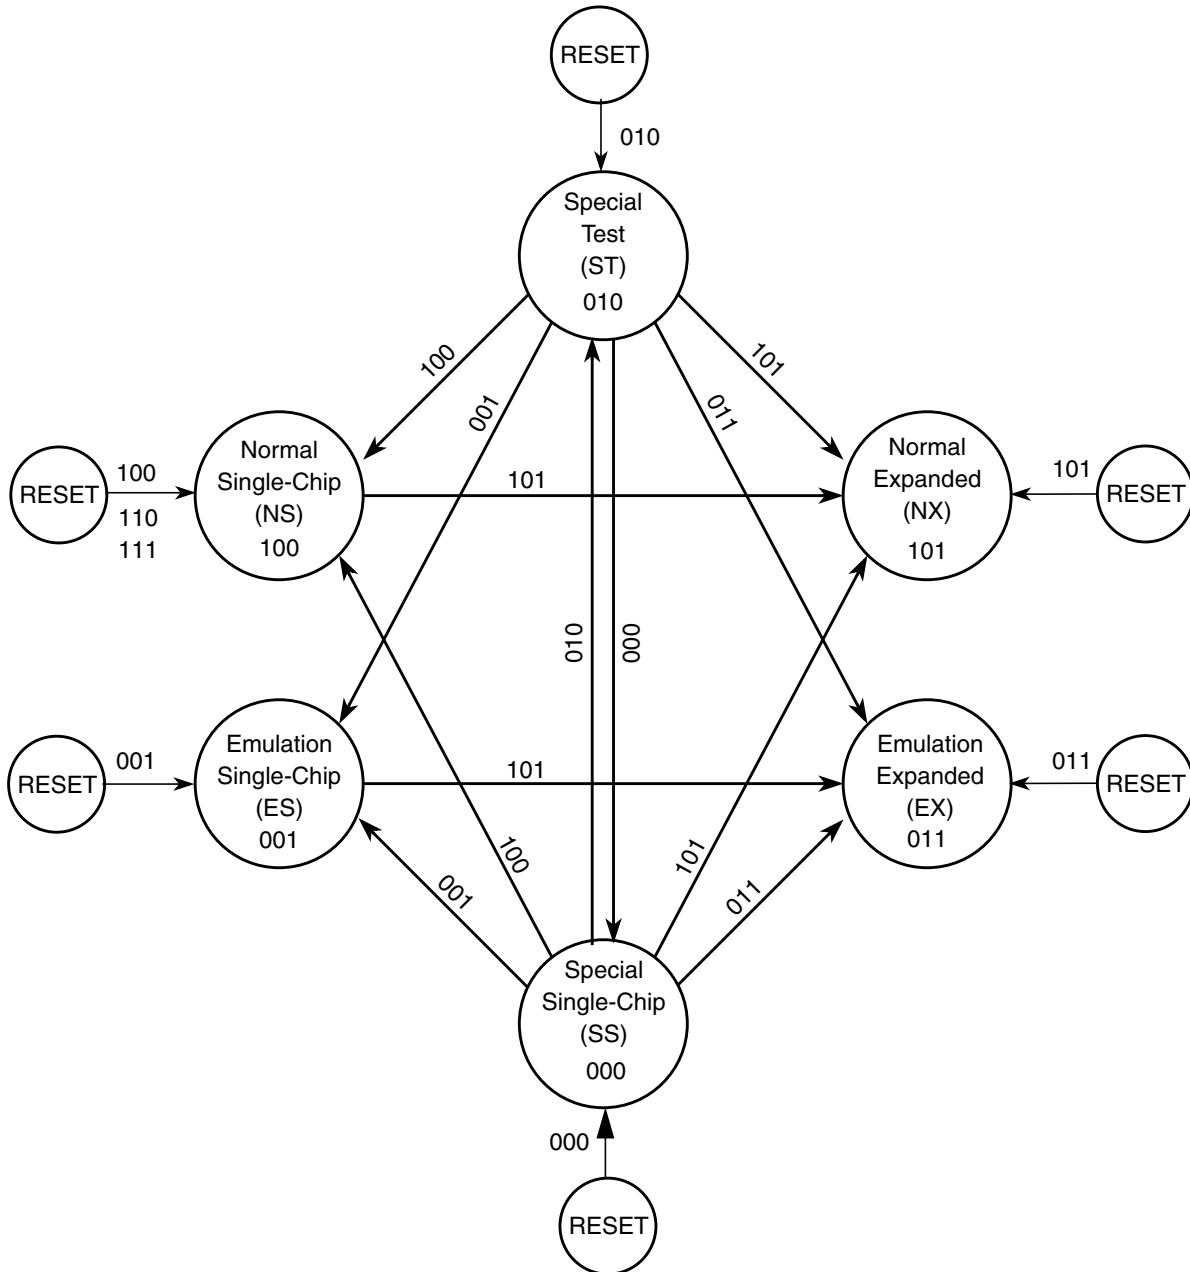 RESET
010
Special
Test
(ST)
010
100
101
001
011
Normal
Single-Chip
(NS)
100
Normal
Expanded
(NX)
101
RESET
100
110
111
101
101
RESET
010
000
Emulation
Single-Chip
(ES)
001
Emulation
Expanded
(EX)
011
RESET
001
101
011
RESET
100
101
001
011
Special
Single-Chip
(SS)
000
000
RESET